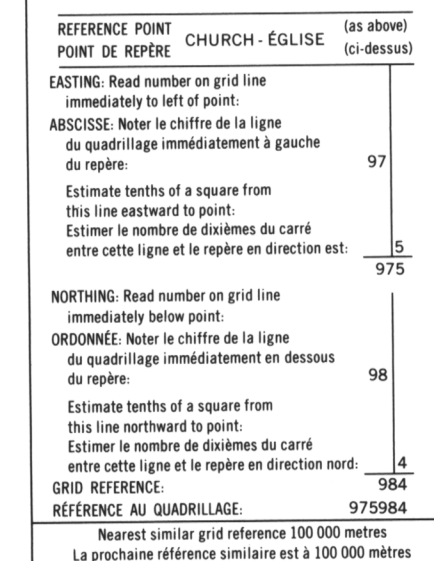 REFERENCE POINT CHURCH - ÉGLISE (as above)
POINT DE REPÈRE (ci-dessus)
EASTING: Read number on grid line
immediately to left of point:
ABSCISSE: Noter le chiffre de la ligne
du quadrillage immédiatement à gauche
du repère: 97
Estimate tenths of a square from
this line eastward to point:
Estimer le nombre de dixièmes du carré
entre cette ligne et le repère en direction est: 5
975
NORTHING: Read number on grid line
immediately below point:
ORDONNÉE: Noter le chiffre de la ligne
du quadrillage immédiatement en dessous
du repère: 98
Estimate tenths of a square from
this line northward to point:
Estimer le nombre de dixièmes du carré
entre cette ligne et le repère en direction nord: 4
GRID REFERENCE: 984
RÉFÉRENCE AU QUADRILLAGE: 975984
Nearest similar grid reference 100 000 metres
La prochaine référence similaire est à 100 000 mètres